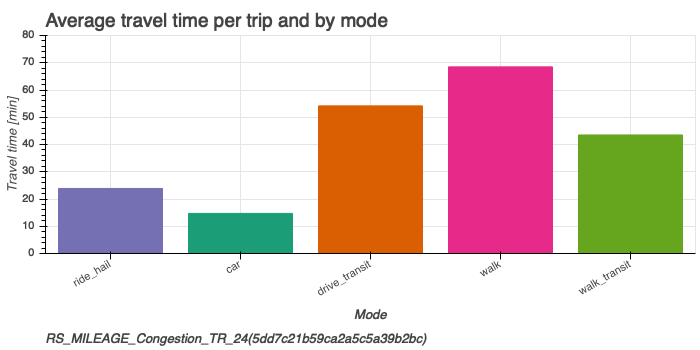 Average travel time per trip and by mode
80
70
60
50
40
30
20
10
0
Travel time [min]
ride_hail
car
drive_transit
walk
walk_transit
Mode
RS_MILEAGE_Congestion_TR_24(5dd7c21b59ca2a5c5a39b2bc)